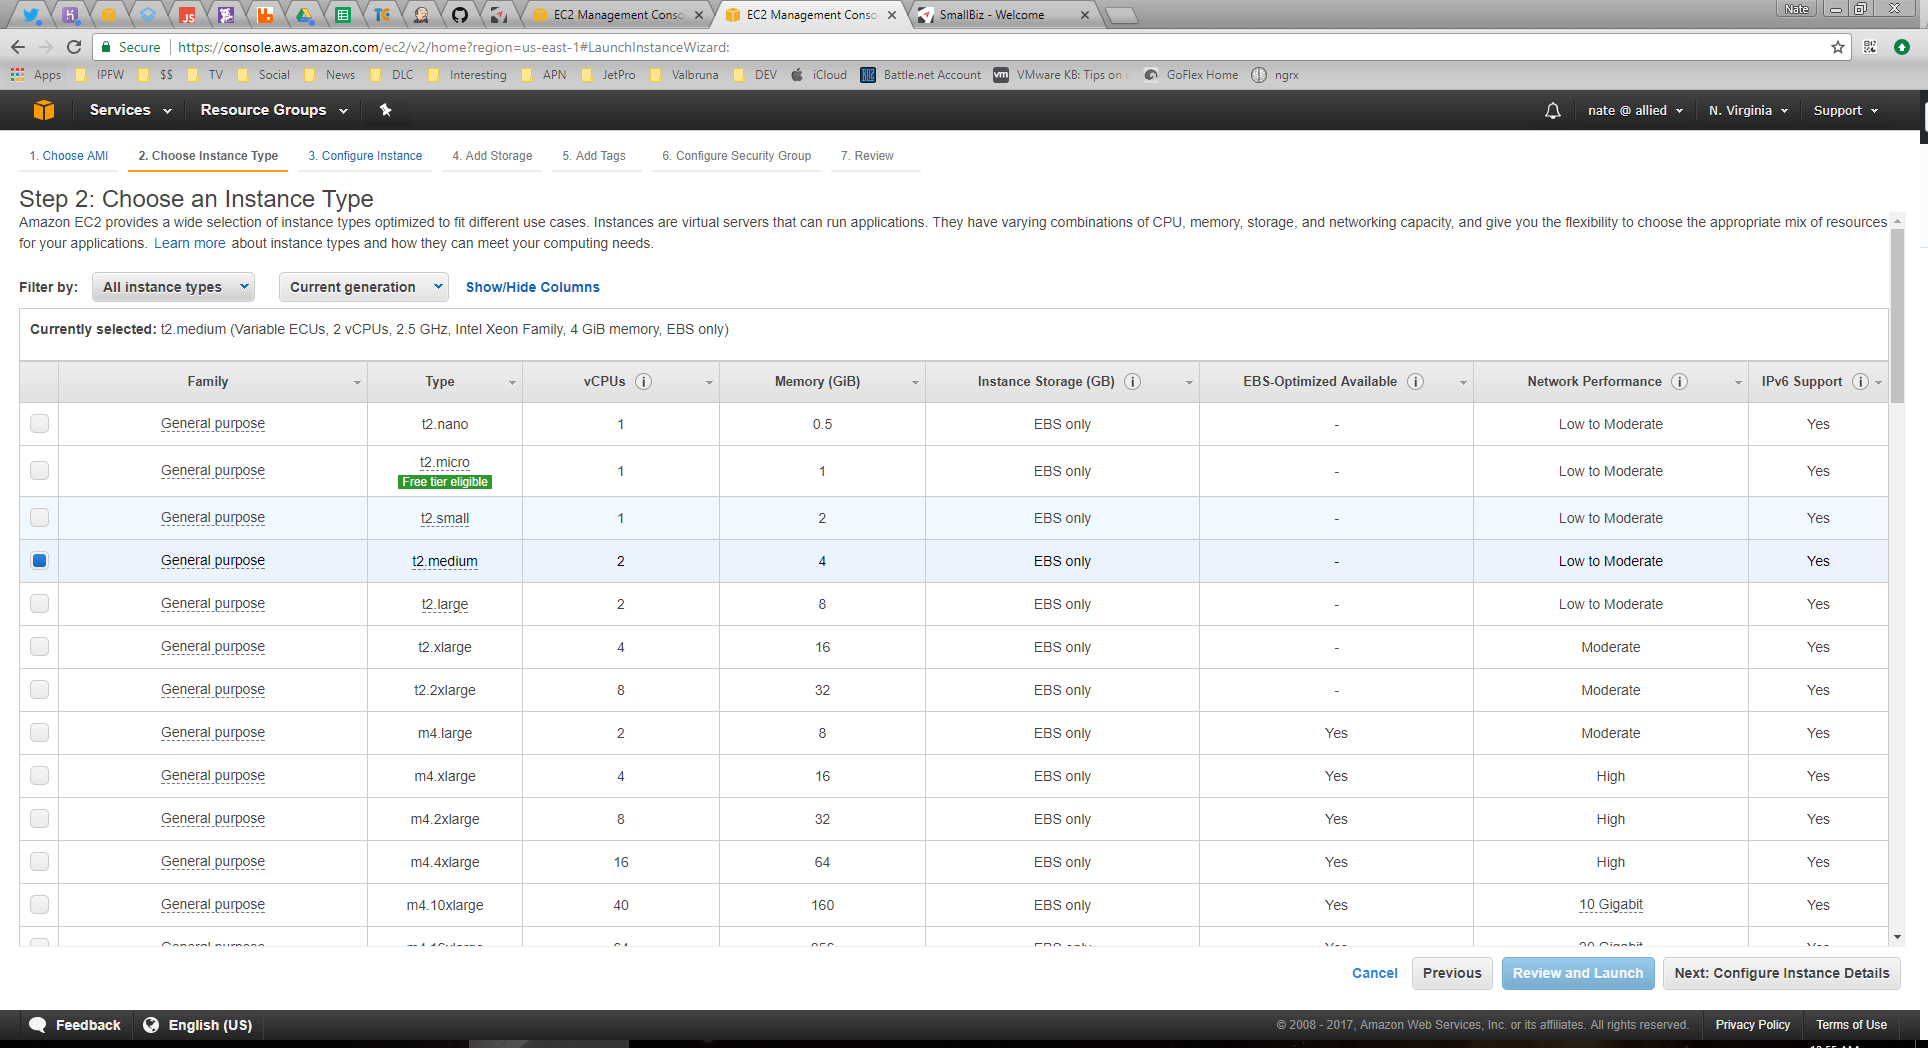 EC2 Management Conso
EC2 Management Conso
SmallBiz - Welcome
Nate
Secure https://console.aws.amazon.com/ec2/v2/home?region=us-east-1#LaunchInstanceWizard:
Apps IPFW $$ TV Social News DLC Interesting APN JetPro Valbruna DEV iCloud Battle.net Account VMware KB: Tips on GoFlex Home ngrx
Services Resource Groups nate @ allied N. Virginia Support
1. Choose AMI 2. Choose Instance Type 3. Configure Instance 4. Add Storage 5. Add Tags 6. Configure Security Group 7. Review
Step 2: Choose an Instance Type
Amazon EC2 provides a wide selection of instance types optimized to fit different use cases. Instances are virtual servers that can run applications. They have varying combinations of CPU, memory, storage, and networking capacity, and give you the flexibility to choose the appropriate mix of resources
for your applications. Learn more about instance types and how they can meet your computing needs.
Filter by: All instance types Current generation Show/Hide Columns
Currently selected: t2.medium (Variable ECUs, 2 vCPUs, 2.5 GHz, Intel Xeon Family, 4 GiB memory, EBS only)
Family Type vCPUs Memory (GiB) Instance Storage (GB) EBS-Optimized Available Network Performance IPv6 Support
General purpose t2.nano 1 0.5 EBS only - Low to Moderate Yes
General purpose t2.micro 1 1 EBS only - Low to Moderate Yes
Free tier eligible
General purpose t2.small 1 2 EBS only - Low to Moderate Yes
General purpose t2.medium 2 4 EBS only - Low to Moderate Yes
General purpose t2.large 2 8 EBS only - Low to Moderate Yes
General purpose t2.xlarge 4 16 EBS only - Moderate Yes
General purpose t2.2xlarge 8 32 EBS only - Moderate Yes
General purpose m4.large 2 8 EBS only Yes Moderate Yes
General purpose m4.xlarge 4 16 EBS only Yes High Yes
General purpose m4.2xlarge 8 32 EBS only Yes High Yes
General purpose m4.4xlarge 16 64 EBS only Yes High Yes
General purpose m4.10xlarge 40 160 EBS only Yes 10 Gigabit Yes
Cancel Previous Review and Launch Next: Configure Instance Details
Feedback English (US) © 2008 - 2017, Amazon Web Services, Inc. or its affiliates. All rights reserved. Privacy Policy Terms of Use